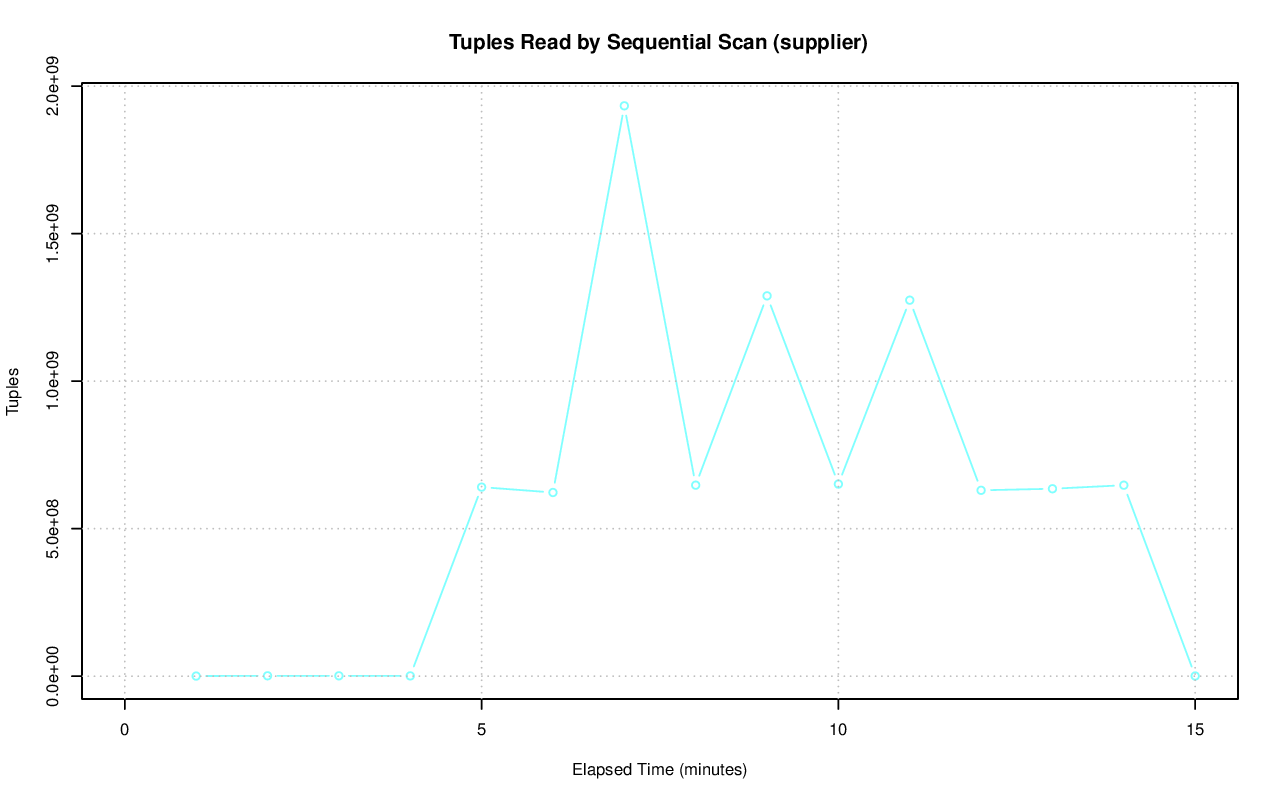 Tuples Read by Sequential Scan (supplier)
Tuples
2.0e+09
1.5e+09
1.0e+09
5.0e+08
0.0e+00
0 5 10 15
Elapsed Time (minutes)